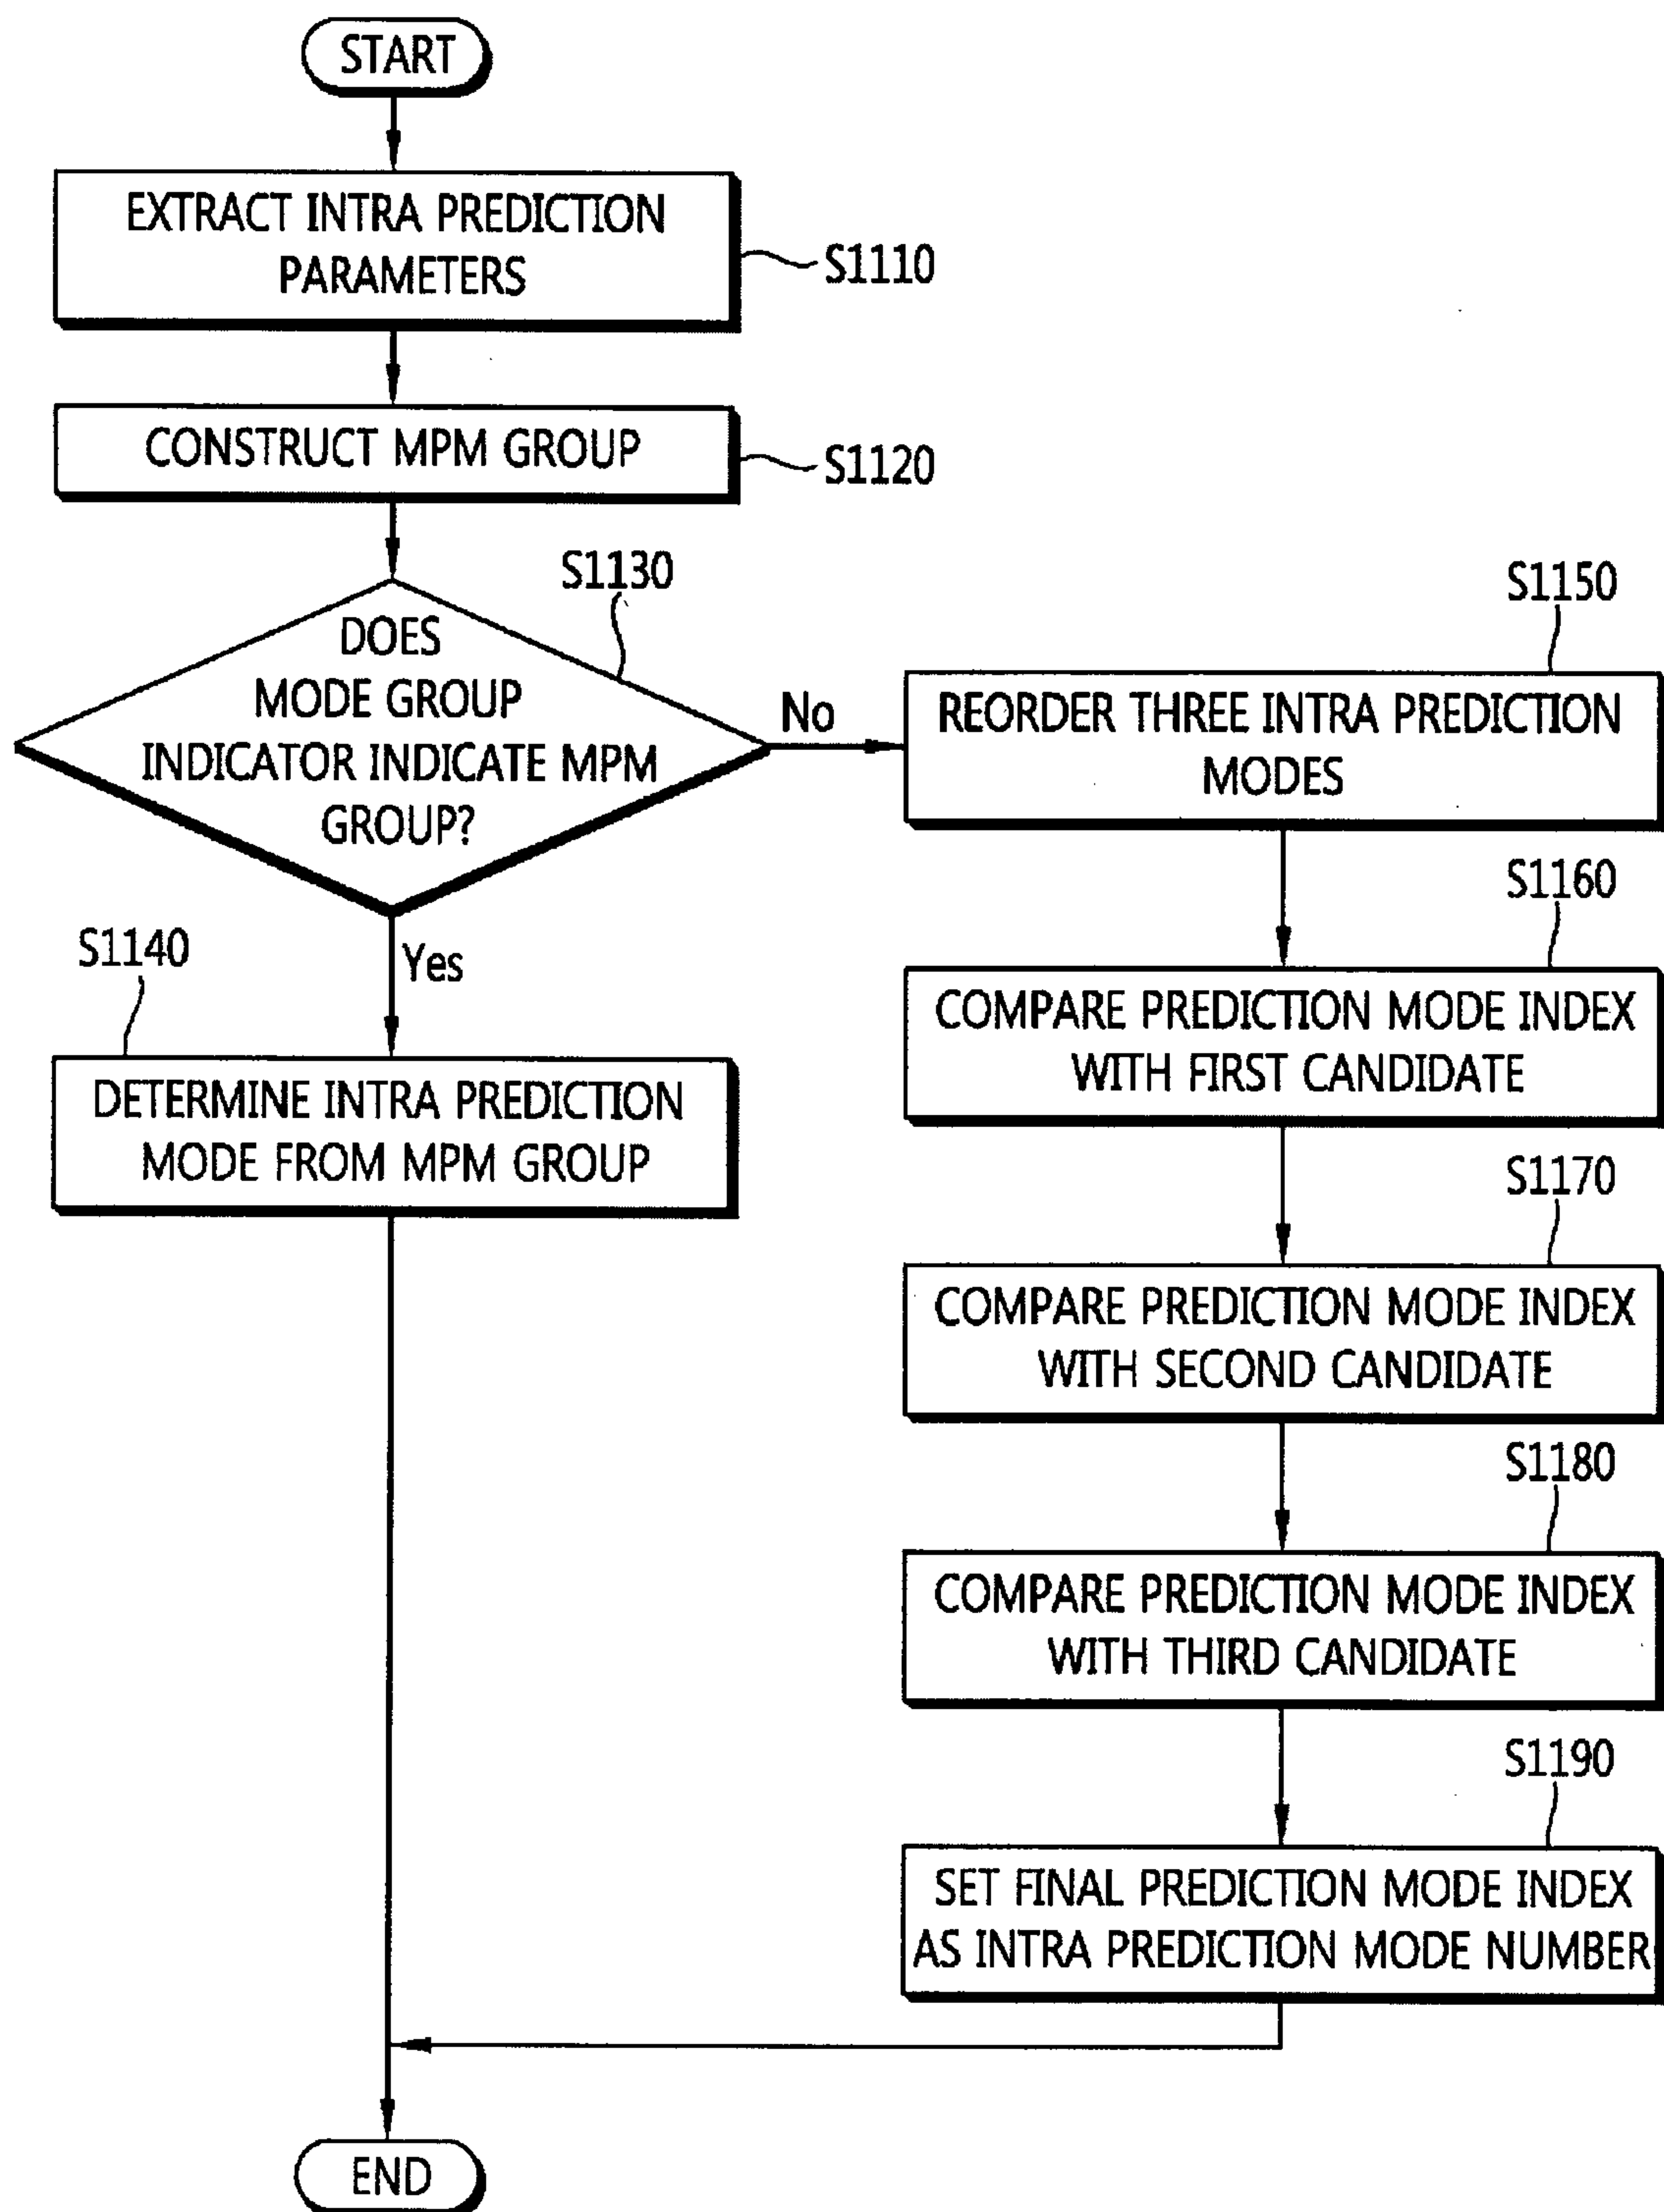 START
EXTRACT INTRA PREDICTION
PARAMETERS
S1110
CONSTRUCT MPM GROUP
S1120
S1130
DOES
MODE GROUP
INDICATOR INDICATE MPM
GROUP?
No
Yes
S1140
DETERMINE INTRA PREDICTION
MODE FROM MPM GROUP
S1150
REORDER THREE INTRA PREDICTION
MODES
S1160
COMPARE PREDICTION MODE INDEX
WITH FIRST CANDIDATE
S1170
COMPARE PREDICTION MODE INDEX
WITH SECOND CANDIDATE
S1180
COMPARE PREDICTION MODE INDEX
WITH THIRD CANDIDATE
S1190
SET FINAL PREDICTION MODE INDEX
AS INTRA PREDICTION MODE NUMBER
END